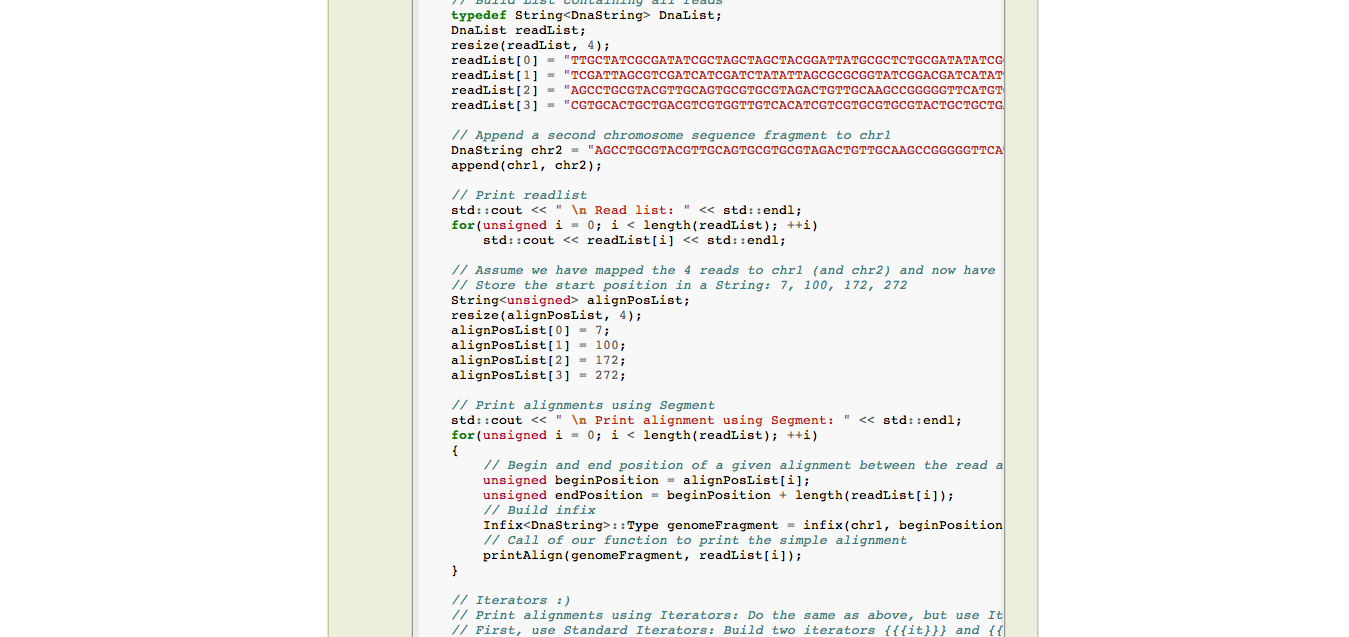 // Build List containing all reads
typedef String<DnaString> DnaList;
DnaList readList;
resize(readList, 4);
readList[0] = "TTGCTATCGCGATATCGCTAGCTAGCTACGGATTATGCGCTCTGCGATATATCG
readList[1] = "TCGATTAGCGTCGATCATCGATCTATATTAGCGCGCGGTATCGGACGATCATAT
readList[2] = "AGCCTGCGTACGTTGCAGTGCGTGCGTAGACTGTTGCAAGCCGGGGGTTCATGT
readList[3] = "CGTGCACTGCTGACGTCGTGGTTGTCACATCGTCGTGCGTGCGTACTGCTGCTG

// Append a second chromosome sequence fragment to chr1
DnaString chr2 = "AGCCTGCGTACGTTGCAGTGCGTGCGTAGACTGTTGCAAGCCGGGGGTTCA
append(chr1, chr2);

// Print readlist
std::cout << " \n Read list: " << std::endl;
for(unsigned i = 0; i < length(readList); ++i)
    std::cout << readList[i] << std::endl;

// Assume we have mapped the 4 reads to chr1 (and chr2) and now have
// Store the start position in a String: 7, 100, 172, 272
String<unsigned> alignPosList;
resize(alignPosList, 4);
alignPosList[0] = 7;
alignPosList[1] = 100;
alignPosList[2] = 172;
alignPosList[3] = 272;

// Print alignments using Segment
std::cout << " \n Print alignment using Segment: " << std::endl;
for(unsigned i = 0; i < length(readList); ++i)
{
    // Begin and end position of a given alignment between the read a
    unsigned beginPosition = alignPosList[i];
    unsigned endPosition = beginPosition + length(readList[i]);
    // Build infix
    Infix<DnaString>::Type genomeFragment = infix(chr1, beginPosition
    // Call of our function to print the simple alignment
    printAlign(genomeFragment, readList[i]);
}

// Iterators :)
// Print alignments using Iterators: Do the same as above, but use It
// First, use Standard Iterators: Build two iterators {{{it}}} and {{